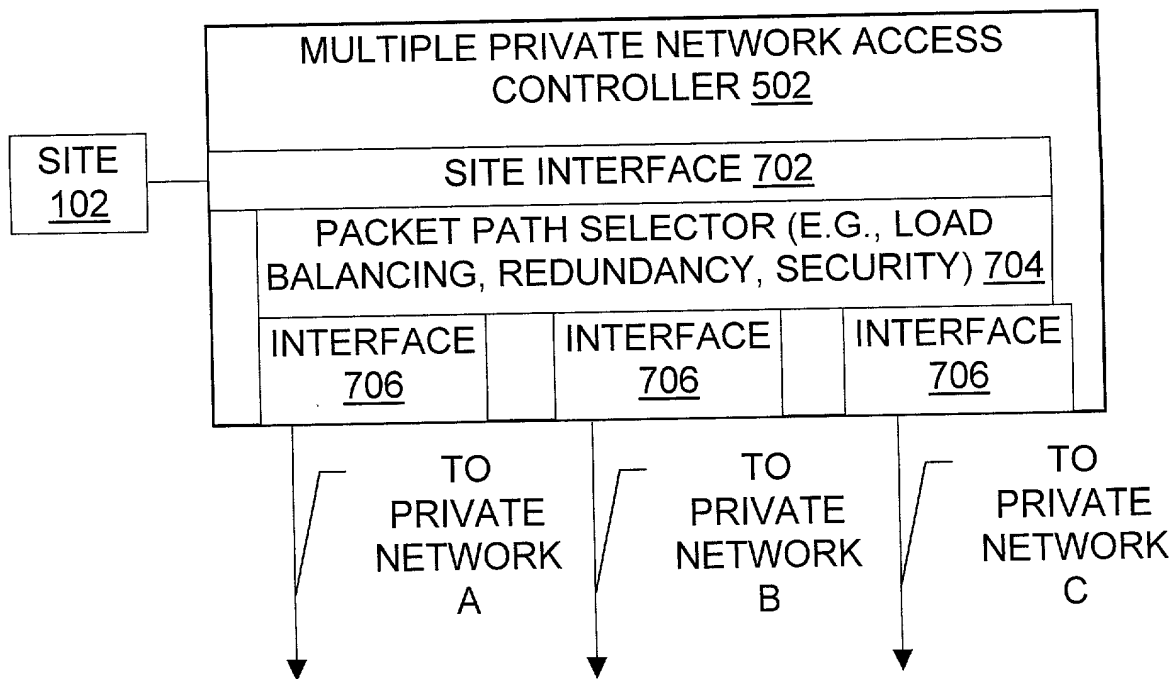 MULTIPLE PRIVATE NETWORK ACCESS
CONTROLLER 502
SITE
102
SITE INTERFACE 702
PACKET PATH SELECTOR (E.G., LOAD
BALANCING, REDUNDANCY, SECURITY) 704
INTERFACE
706
INTERFACE
706
INTERFACE
706
TO
PRIVATE
NETWORK
A
TO
PRIVATE
NETWORK
B
TO
PRIVATE
NETWORK
C